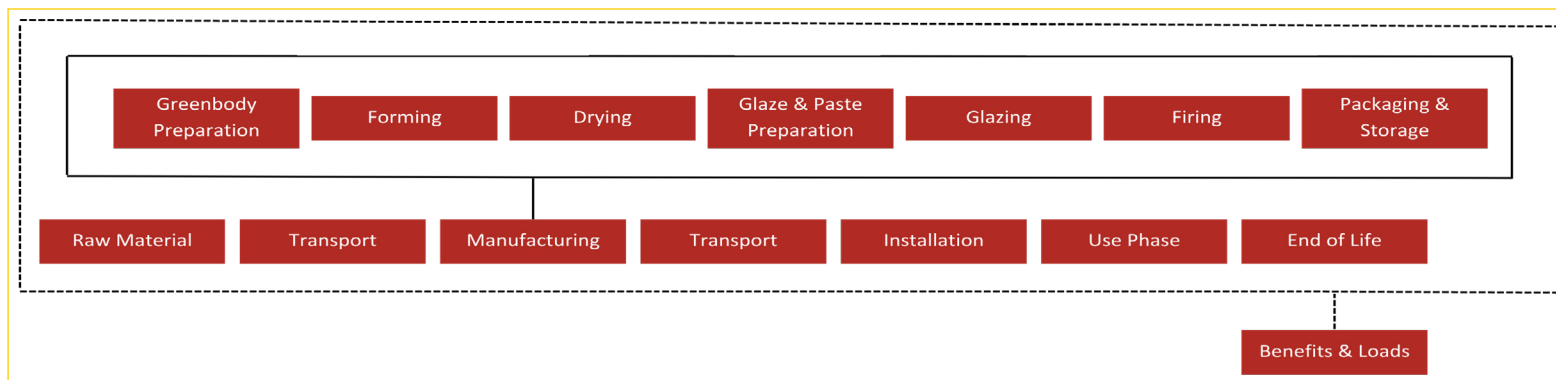 Greenbody
Preparation
Forming
Drying
Glaze & Paste
Preparation
Glazing
Firing
Packaging &
Storage
Raw Material
Transport
Manufacturing
Transport
Installation
Use Phase
End of Life
Benefits & Loads